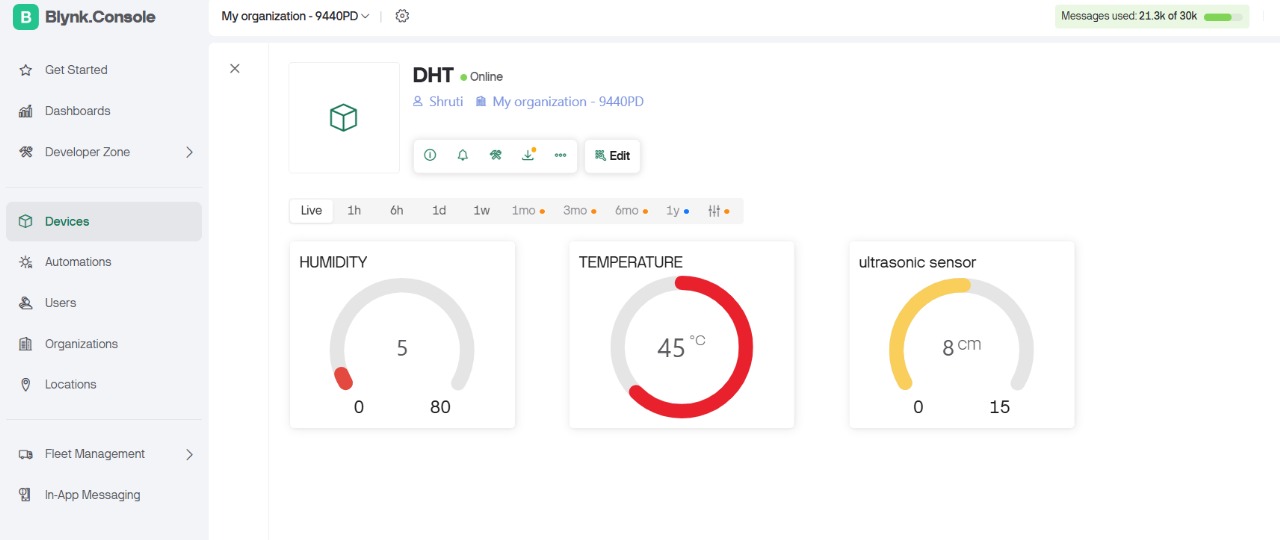 B Blynk.Console
My organization - 9440PD
Messages used: 21.3k of 30k
Get Started
Dashboards
Developer Zone
Devices
Automations
Users
Organizations
Locations
Fleet Management
In-App Messaging
DHT Online
Shruti My organization - 9440PD
Edit
Live 1h 6h 1d 1w 1mo 3mo 6mo 1y
HUMIDITY
5
0 80
TEMPERATURE
45 °C
ultrasonic sensor
8 cm
0 15